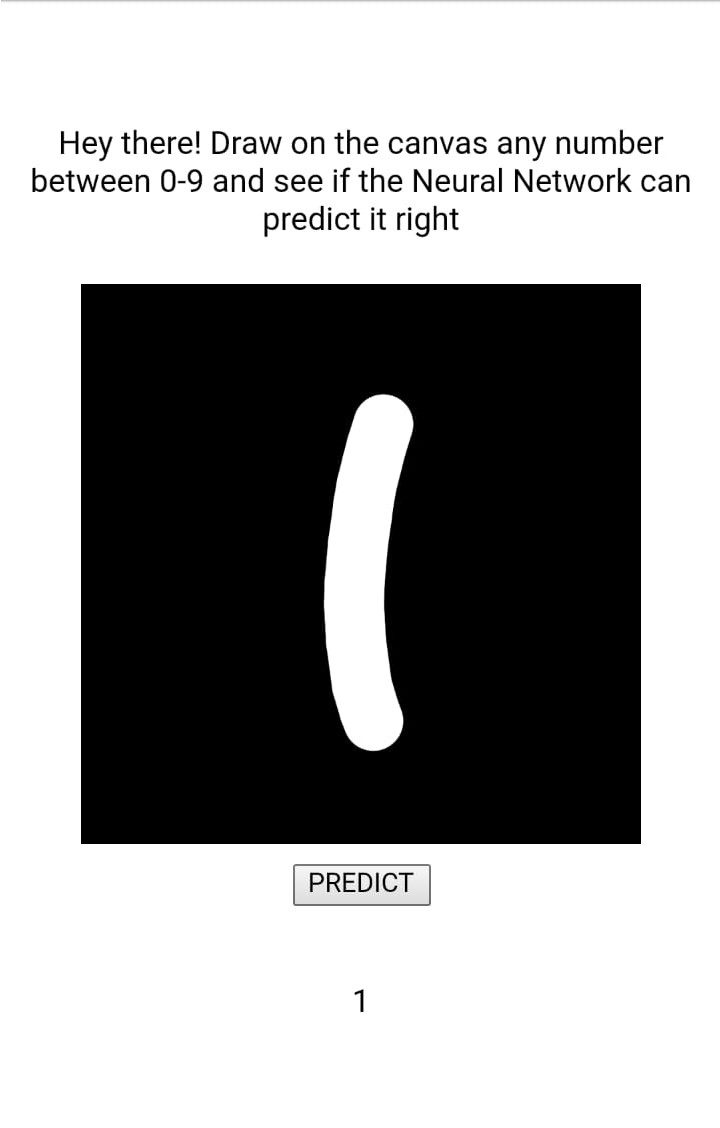 Hey there! Draw on the canvas any number
between 0-9 and see if the Neural Network can
predict it right
PREDICT
1